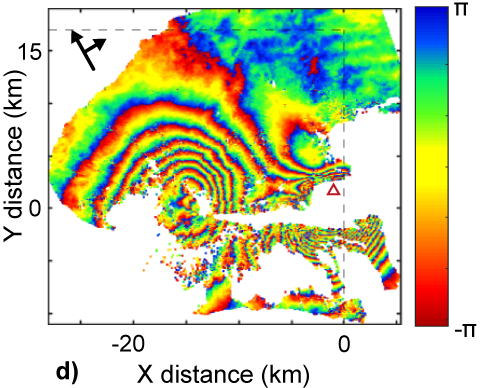 π
15
Y distance (km)
0
-π
-20
0
d)
X distance (km)